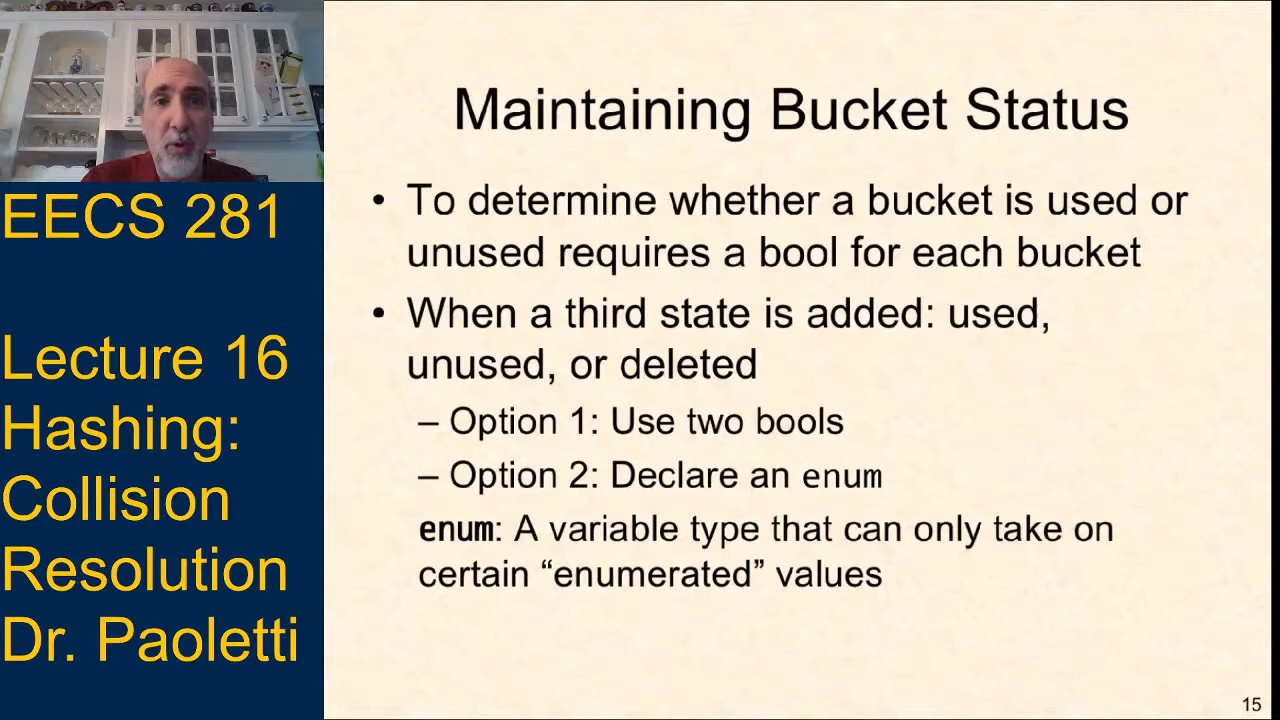 EECS 281
Lecture 16
Hashing:
Collision
Resolution
Dr. Paoletti
Maintaining Bucket Status
• To determine whether a bucket is used or
unused requires a bool for each bucket
• When a third state is added: used,
unused, or deleted
– Option 1: Use two bools
– Option 2: Declare an enum
enum: A variable type that can only take on
certain “enumerated” values
15